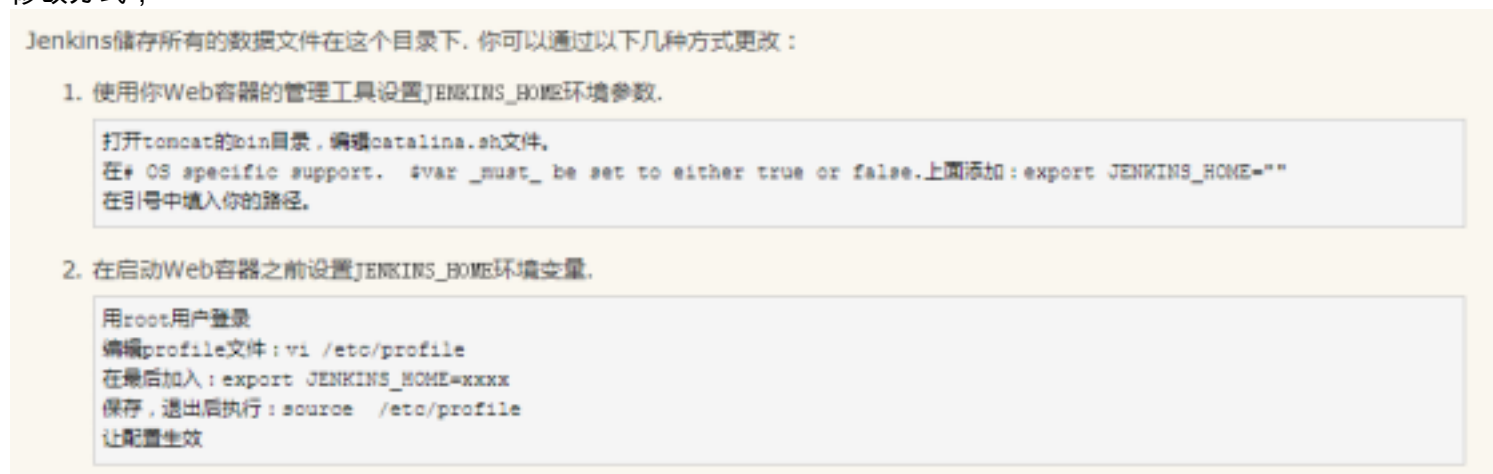 Jenkins储存所有的数据文件在这个目录下. 你可以通过以下几种方式更改：
1. 使用你Web容器的管理工具设置JENKINS_HOME环境参数.
打开tomcat的bin目录，编辑catalina.sh文件。
在# OS specific support.  $var _must_ be set to either true or false.上面添加：export JENKINS_HOME=""
在引号中填入你的路径。
2. 在启动Web容器之前设置JENKINS_HOME环境变量.
用root用户登录
编辑profile文件：vi /etc/profile
在最后加入：export JENKINS_HOME=xxxx
保存，退出后执行：source  /etc/profile
让配置生效